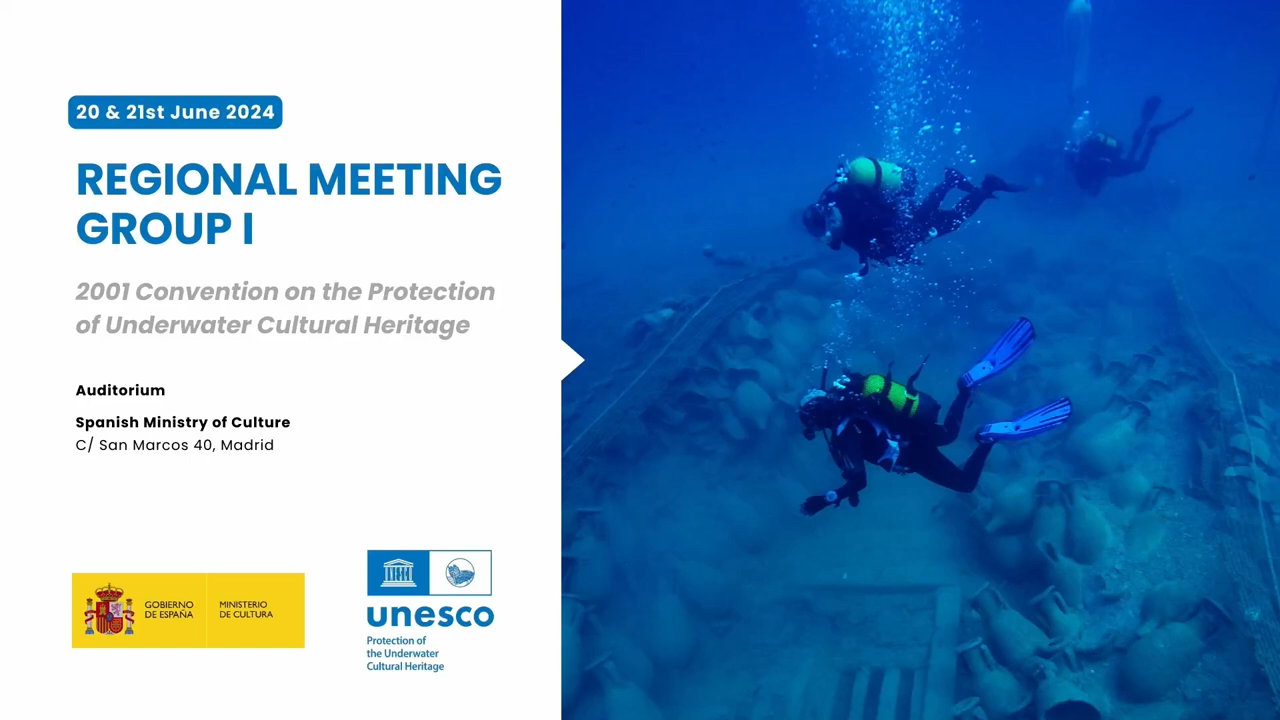 20 & 21st June 2024
REGIONAL MEETING
GROUP I
2001 Convention on the Protection
of Underwater Cultural Heritage
Auditorium
Spanish Ministry of Culture
C/ San Marcos 40, Madrid
GOBIERNO
DE ESPAÑA
MINISTERIO
DE CULTURA
unesco
Protection of
the Underwater
Cultural Heritage